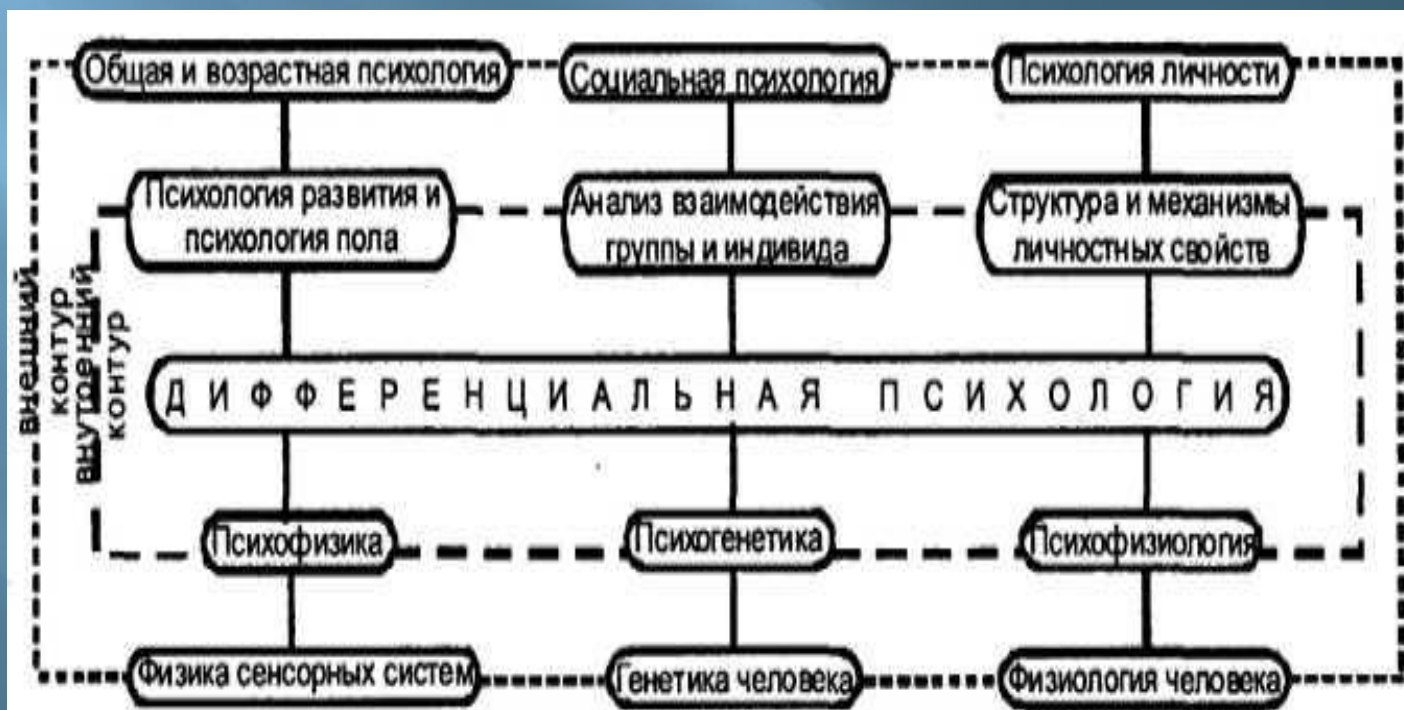 Общая и возрастная психология
Социальная психология
Психология личности
Психология развития и
психология пола
Анализ взаимодействия
группы и индивида
Структура и механизмы
личностных свойств
внешний
контур
внутренний
контур
ДИФФЕРЕНЦИАЛЬНАЯ ПСИХОЛОГИЯ
Психофизика
Психогенетика
Психофизиология
Физика сенсорных систем
Генетика человека
Физиология человека